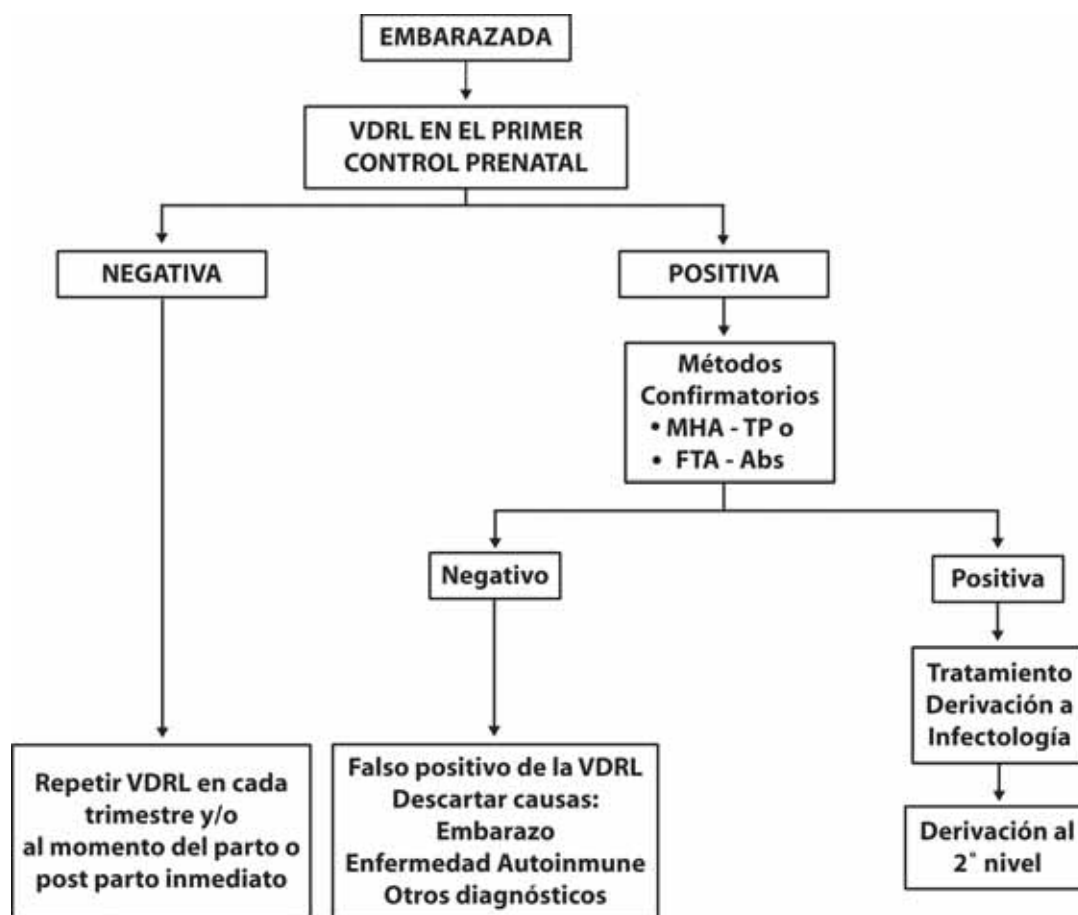 EMBARAZADA
VDRL EN EL PRIMER
CONTROL PRENATAL
NEGATIVA
POSITIVA
Métodos
Confirmatorios
• MHA - TP o
• FTA - Abs
Negativo
Positiva
Tratamiento
Derivación a
Infectología
Repetir VDRL en cada
trimestre y/o
al momento del parto o
post parto inmediato
Falso positivo de la VDRL
Descartar causas:
Embarazo
Enfermedad Autoinmune
Otros diagnósticos
Derivación al
2° nivel